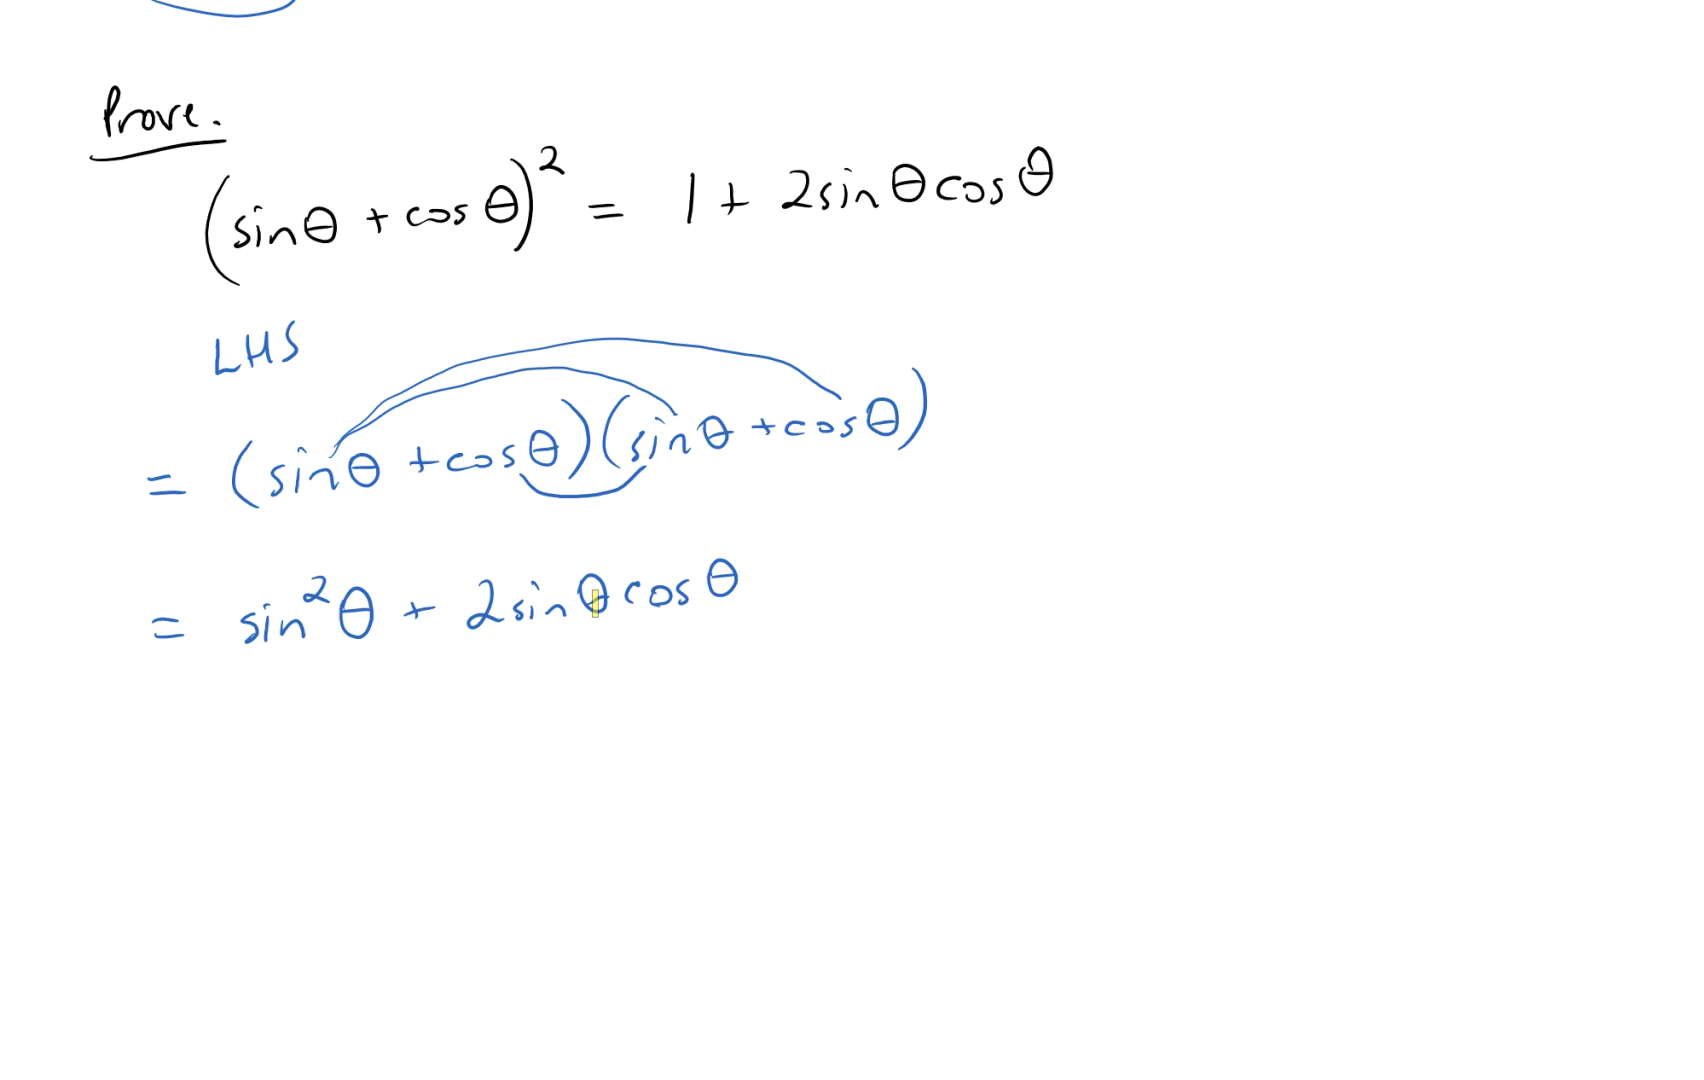 Prove.
(sinθ + cosθ)² = 1 + 2sinθcosθ
LHS
= (sinθ + cosθ)(sinθ + cosθ)
= sin²θ + 2sinθcosθ